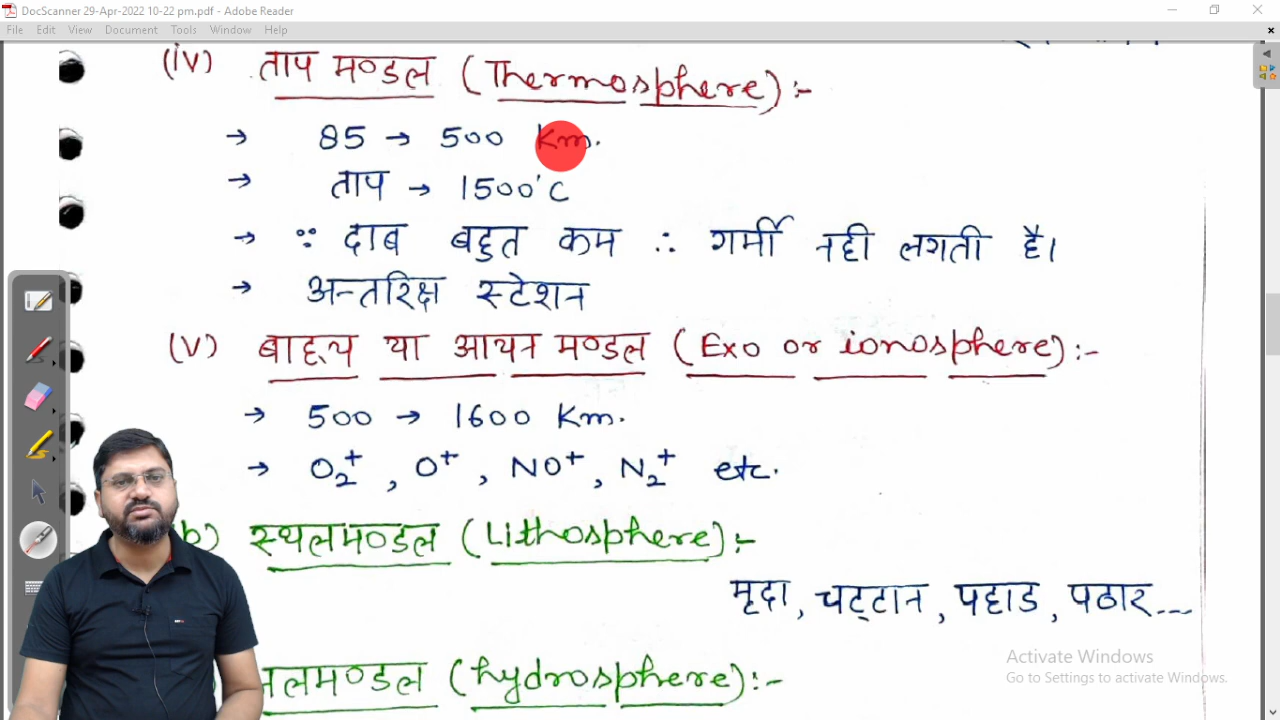 DocScanner 29-Apr-2022 10-22 pm.pdf - Adobe Reader
File Edit View Document Tools Window Help
(iv) ताप मण्डल (Thermosphere) :-
→ 85 → 500 Km.
→ ताप → 1500°C
→ ∵ दाब बहुत कम ∴ गर्मी नही लगती है।
→ अन्तरिक्ष स्टेशन
(V) बाहृय या आयन मण्डल (Exo or ionosphere) :-
→ 500 → 1600 Km.
→ O₂⁺, O⁺, NO⁺, N₂⁺ etc.
b) स्थलमण्डल (Lithosphere) :-
मृदा, चट्टान, पहाड, पठार...
लमण्डल (hydrosphere) :-
Activate Windows
Go to Settings to activate Windows.